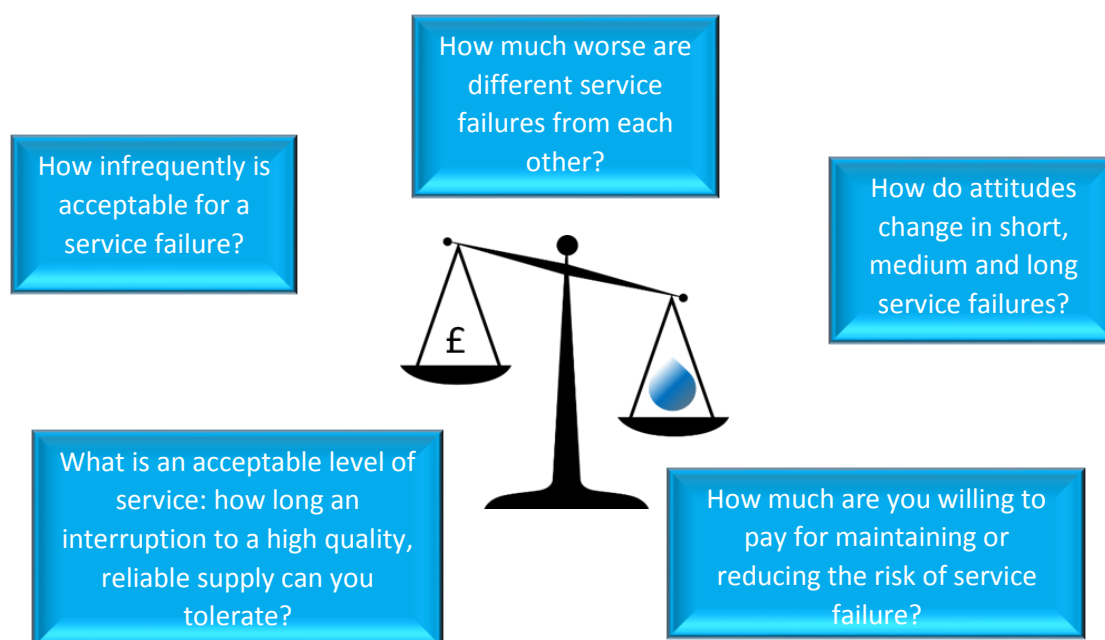 How much worse are
different service
failures from each
other?
How infrequently is
acceptable for a
service failure?
How do attitudes
change in short,
medium and long
service failures?
£
What is an acceptable level of
service: how long an
interruption to a high quality,
reliable supply can you
tolerate?
How much are you willing to
pay for maintaining or
reducing the risk of service
failure?